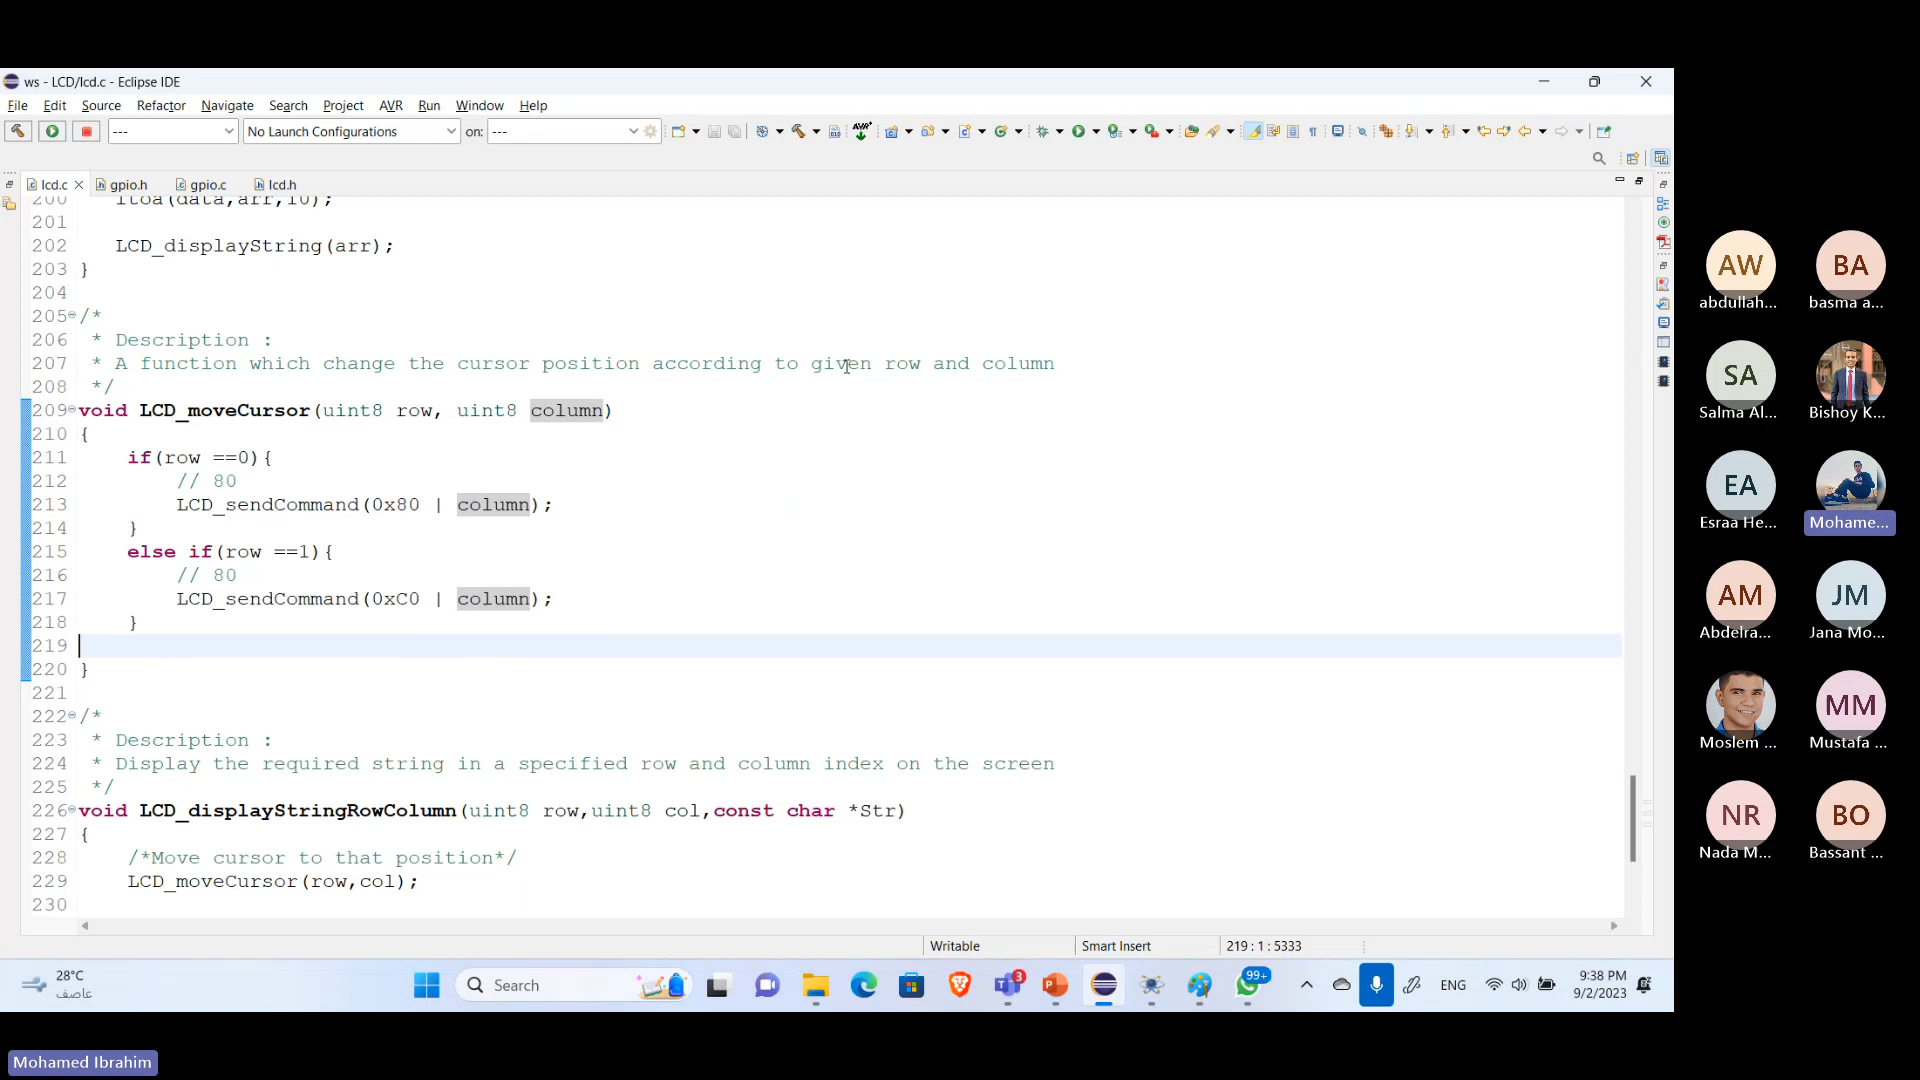 ws - LCD/lcd.c - Eclipse IDE
File Edit Source Refactor Navigate Search Project AVR Run Window Help
--- No Launch Configurations on: ---
lcd.c gpio.h gpio.c lcd.h
200 itoa(data,arr,10);
201
202 LCD_displayString(arr);
203 }
204
205 /*
206 * Description :
207 * A function which change the cursor position according to given row and column
208 */
209 void LCD_moveCursor(uint8 row, uint8 column)
210 {
211 if(row ==0){
212 // 80
213 LCD_sendCommand(0x80 | column);
214 }
215 else if(row ==1){
216 // 80
217 LCD_sendCommand(0xC0 | column);
218 }
219
220 }
221
222 /*
223 * Description :
224 * Display the required string in a specified row and column index on the screen
225 */
226 void LCD_displayStringRowColumn(uint8 row,uint8 col,const char *Str)
227 {
228 /*Move cursor to that position*/
229 LCD_moveCursor(row,col);
230
Writable Smart Insert 219 : 1 : 5333
28°C
عاصف
Search
3
99+
ENG
9:38 PM
9/2/2023
AW BA
abdullah... basma a...
SA
Salma Al... Bishoy K...
EA
Esraa He... Mohame...
AM JM
Abdelra... Jana Mo...
MM
Moslem ... Mustafa ...
NR BO
Nada M... Bassant ...
Mohamed Ibrahim